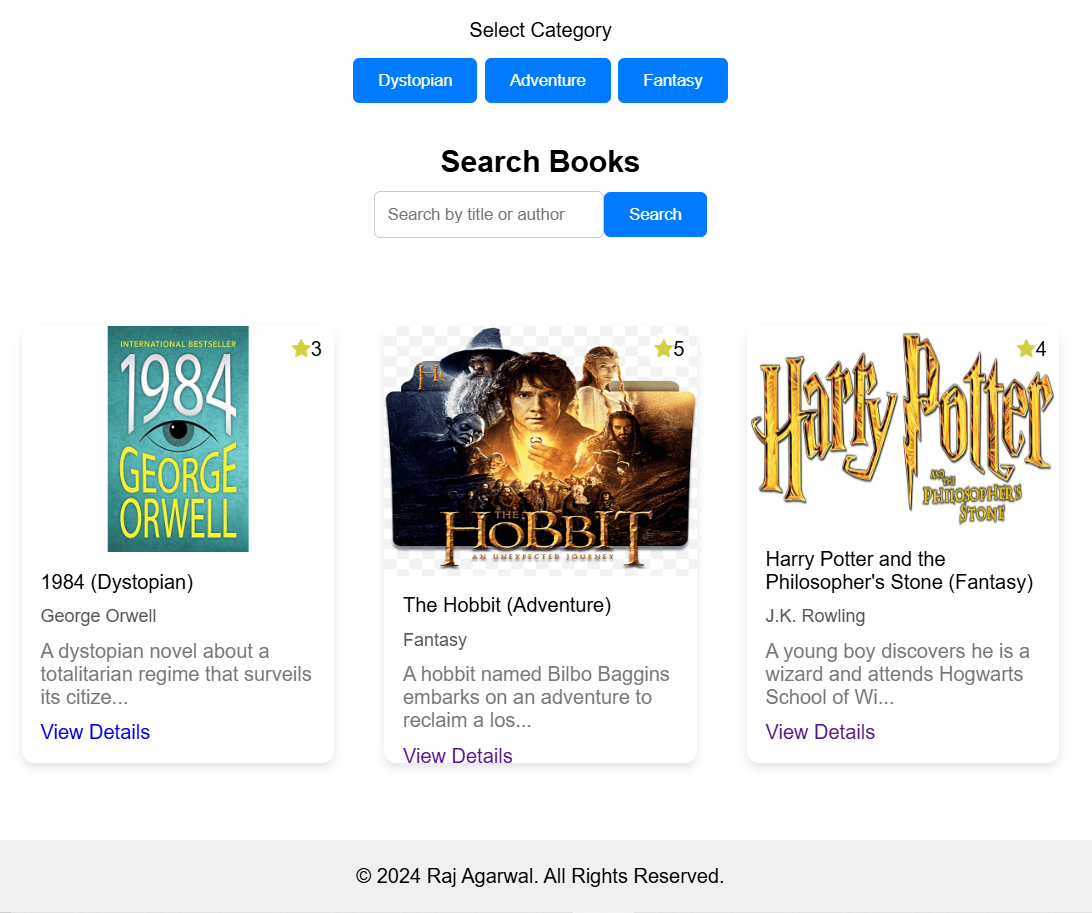 Select Category
Dystopian Adventure Fantasy
Search Books
Search by title or author Search
INTERNATIONAL BESTSELLER
1984
GEORGE
ORWELL
3
1984 (Dystopian)
George Orwell
A dystopian novel about a
totalitarian regime that surveils
its citize...
View Details
THE
HOBBIT
AN UNEXPECTED JOURNEY
5
The Hobbit (Adventure)
Fantasy
A hobbit named Bilbo Baggins
embarks on an adventure to
reclaim a los...
View Details
Harry Potter
AND THE
PHILOSOPHER'S
STONE
4
Harry Potter and the
Philosopher's Stone (Fantasy)
J.K. Rowling
A young boy discovers he is a
wizard and attends Hogwarts
School of Wi...
View Details
© 2024 Raj Agarwal. All Rights Reserved.